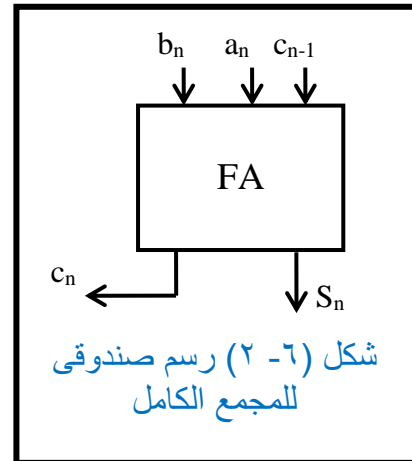 bₙ aₙ cₙ₋₁
FA
cₙ
Sₙ
شكل (٦- ٢) رسم صندوقى
للمجمع الكامل